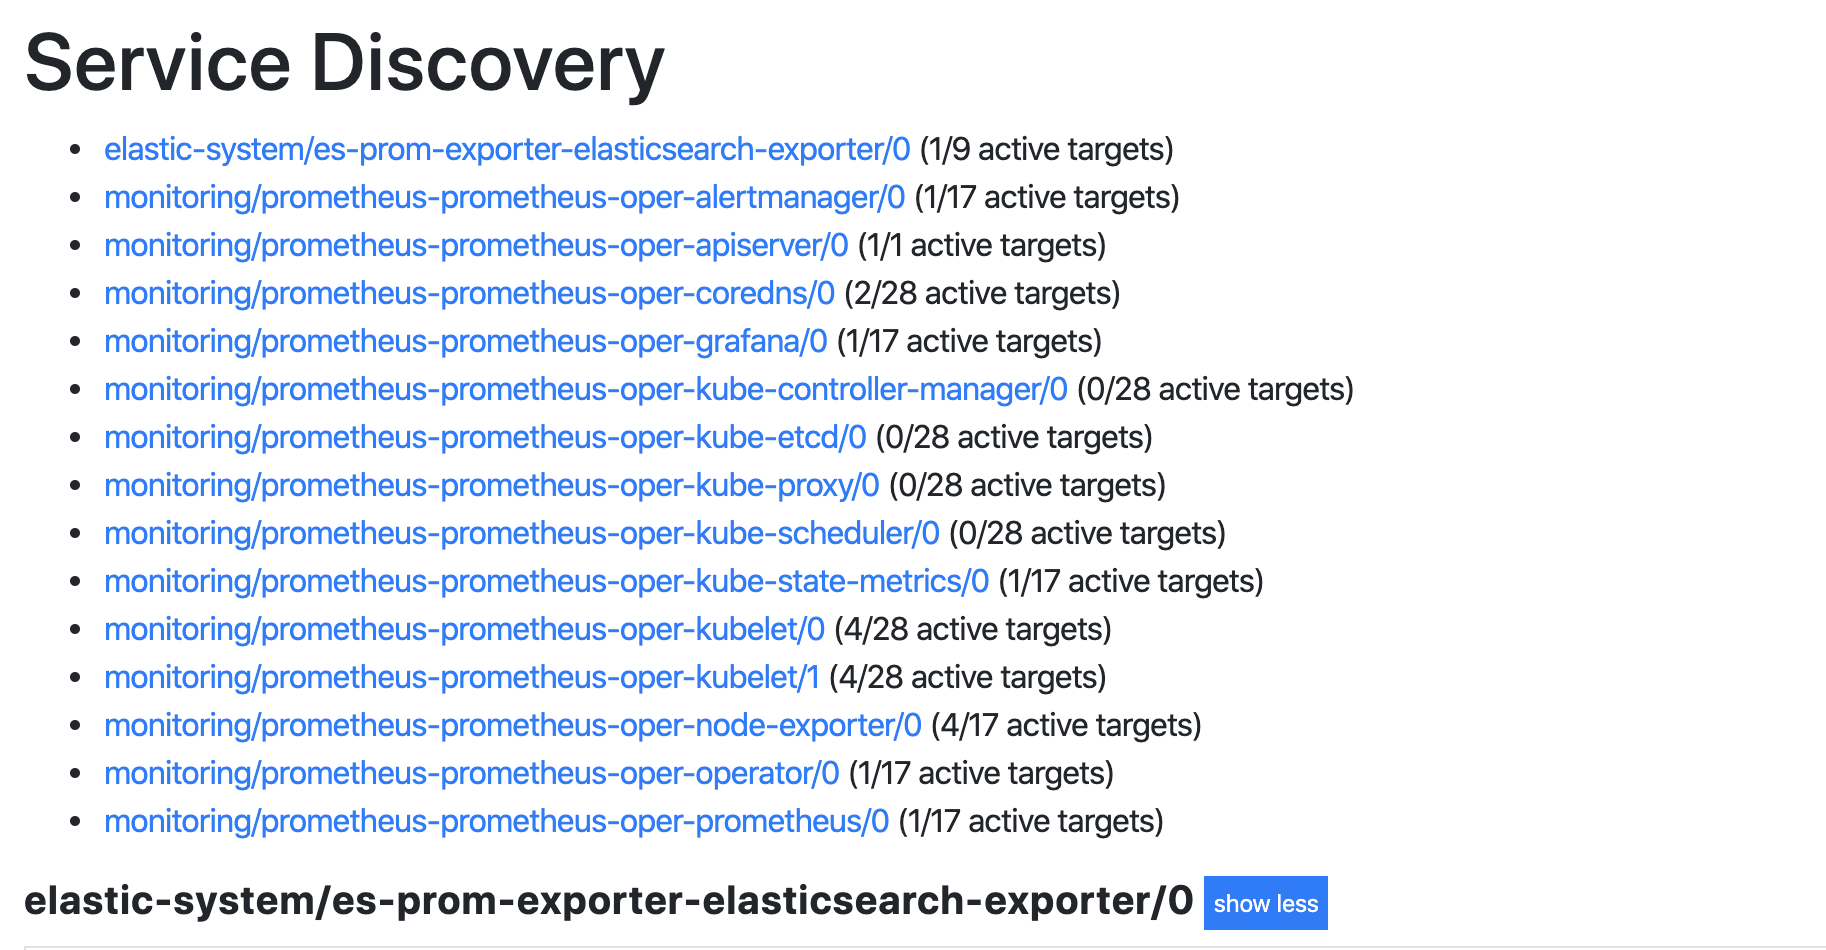 Service Discovery
elastic-system/es-prom-exporter-elasticsearch-exporter/0 (1/9 active targets)
monitoring/prometheus-prometheus-oper-alertmanager/0 (1/17 active targets)
monitoring/prometheus-prometheus-oper-apiserver/0 (1/1 active targets)
monitoring/prometheus-prometheus-oper-coredns/0 (2/28 active targets)
monitoring/prometheus-prometheus-oper-grafana/0 (1/17 active targets)
monitoring/prometheus-prometheus-oper-kube-controller-manager/0 (0/28 active targets)
monitoring/prometheus-prometheus-oper-kube-etcd/0 (0/28 active targets)
monitoring/prometheus-prometheus-oper-kube-proxy/0 (0/28 active targets)
monitoring/prometheus-prometheus-oper-kube-scheduler/0 (0/28 active targets)
monitoring/prometheus-prometheus-oper-kube-state-metrics/0 (1/17 active targets)
monitoring/prometheus-prometheus-oper-kubelet/0 (4/28 active targets)
monitoring/prometheus-prometheus-oper-kubelet/1 (4/28 active targets)
monitoring/prometheus-prometheus-oper-node-exporter/0 (4/17 active targets)
monitoring/prometheus-prometheus-oper-operator/0 (1/17 active targets)
monitoring/prometheus-prometheus-oper-prometheus/0 (1/17 active targets)
elastic-system/es-prom-exporter-elasticsearch-exporter/0 show less